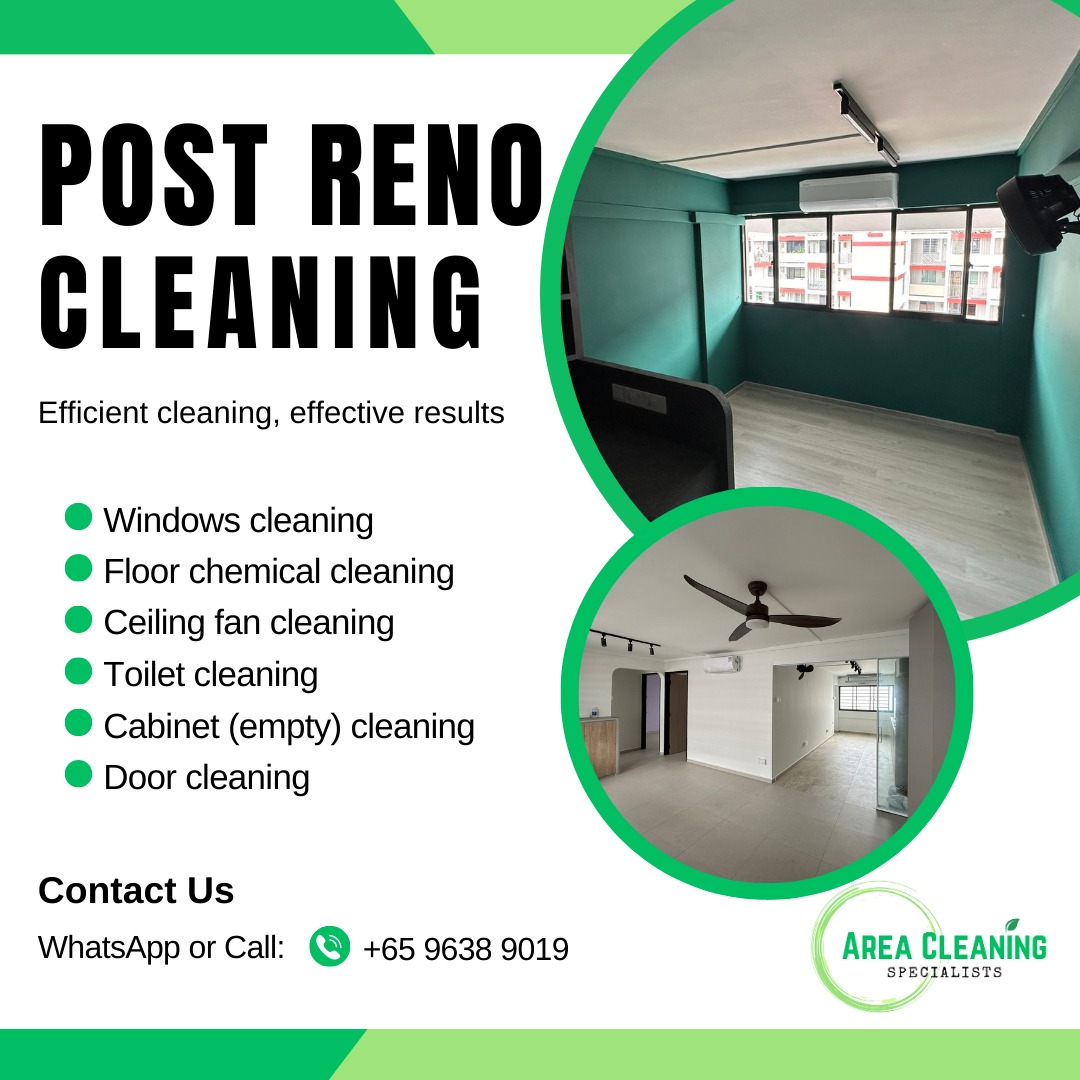 POST RENO
CLEANING
Efficient cleaning, effective results
Windows cleaning
Floor chemical cleaning
Ceiling fan cleaning
Toilet cleaning
Cabinet (empty) cleaning
Door cleaning
Contact Us
WhatsApp or Call: +65 9638 9019
AREA CLEANING
SPECIALISTS